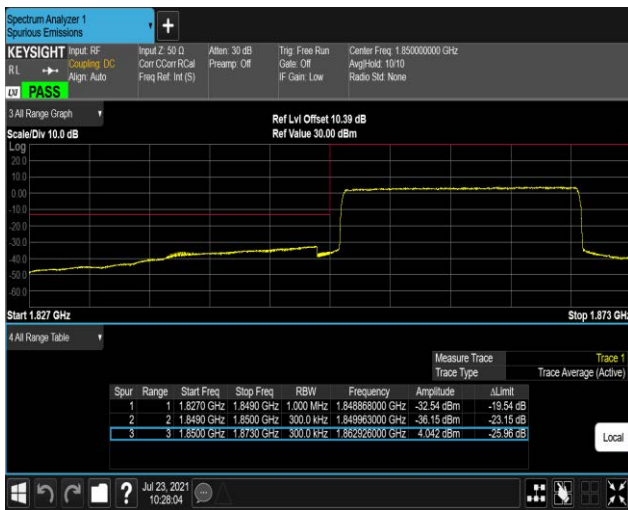 Spectrum Analyzer 1
Spurious Emissions
KEYSIGHT Input: RF Input Z: 50 Ω Atten: 30 dB Trig: Free Run Center Freq: 1.850000000 GHz
RL Coupling: DC Corr CCorr RCal Preamp: Off Gate: Off Avg|Hold: 10/10
Align: Auto Freq Ref: Int (S) IF Gain: Low Radio Std: None
LXI PASS
3 All Range Graph
Ref Lvl Offset 10.39 dB
Scale/Div 10.0 dB Ref Value 30.00 dBm
Log
20.0
10.0
0.00
-10.0
-20.0
-30.0
-40.0
-50.0
-60.0
Start 1.827 GHz Stop 1.873 GHz
4 All Range Table
Measure Trace Trace 1
Trace Type Trace Average (Active)
Spur Range Start Freq Stop Freq RBW Frequency Amplitude ΔLimit
1 1 1.8270 GHz 1.8490 GHz 1.000 MHz 1.848868000 GHz -32.54 dBm -19.54 dB
2 2 1.8490 GHz 1.8500 GHz 300.0 kHz 1.849963000 GHz -36.15 dBm -23.15 dB
3 3 1.8500 GHz 1.8730 GHz 300.0 kHz 1.862926000 GHz 4.042 dBm -25.96 dB
Local
Jul 23, 2021
10:28:04